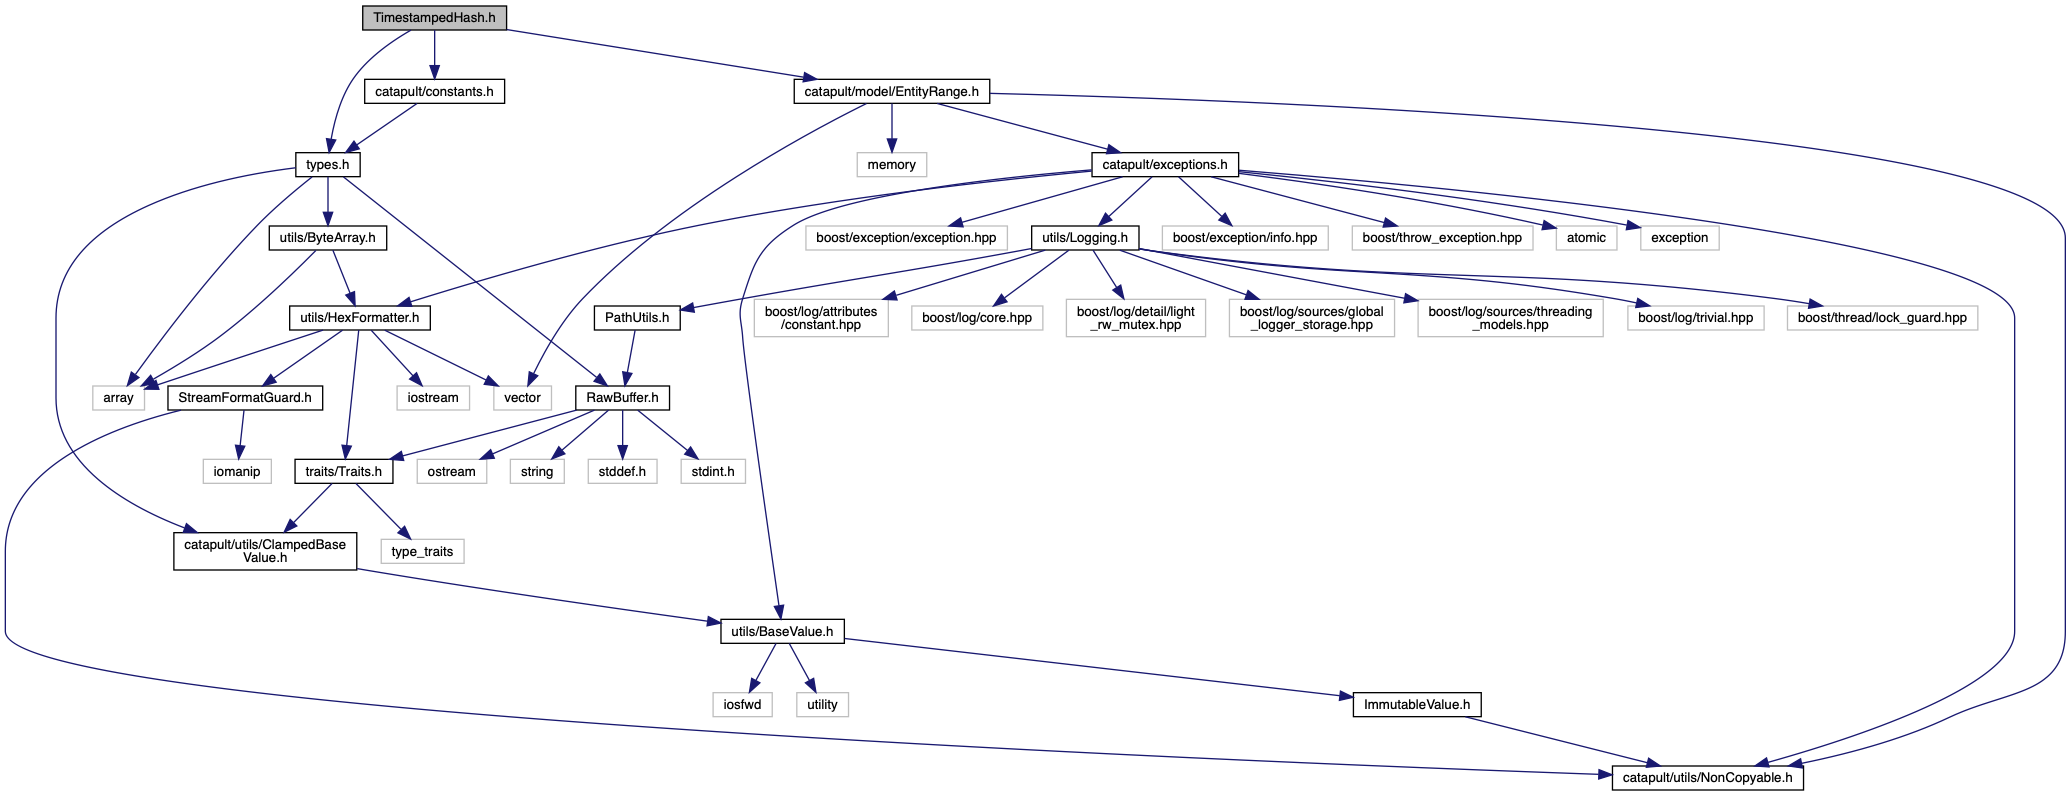 TimestampedHash.h
catapult/constants.h
catapult/model/EntityRange.h
types.h
memory
catapult/exceptions.h
utils/ByteArray.h
boost/exception/exception.hpp
utils/Logging.h
boost/exception/info.hpp
boost/throw_exception.hpp
atomic
exception
utils/HexFormatter.h
PathUtils.h
boost/log/attributes
/constant.hpp
boost/log/core.hpp
boost/log/detail/light
_rw_mutex.hpp
boost/log/sources/global
_logger_storage.hpp
boost/log/sources/threading
_models.hpp
boost/log/trivial.hpp
boost/thread/lock_guard.hpp
array
StreamFormatGuard.h
iostream
vector
RawBuffer.h
iomanip
traits/Traits.h
ostream
string
stddef.h
stdint.h
catapult/utils/ClampedBase
Value.h
type_traits
utils/BaseValue.h
iosfwd
utility
ImmutableValue.h
catapult/utils/NonCopyable.h